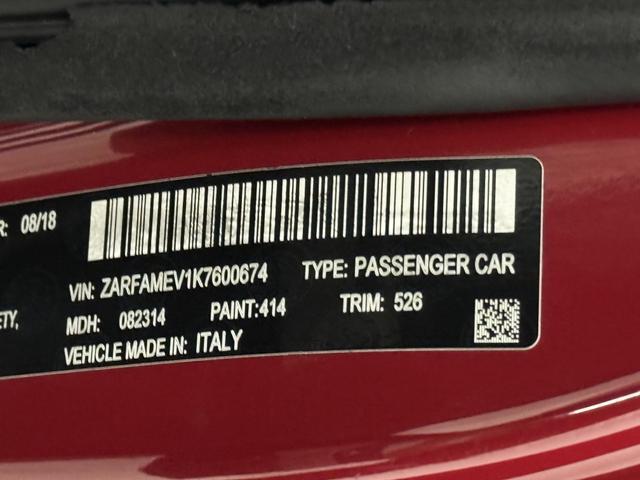 R: 08/18
VIN: ZARFAMEV1K7600674 TYPE: PASSENGER CAR
ETY, MDH: 082314 PAINT:414 TRIM: 526
VEHICLE MADE IN: ITALY